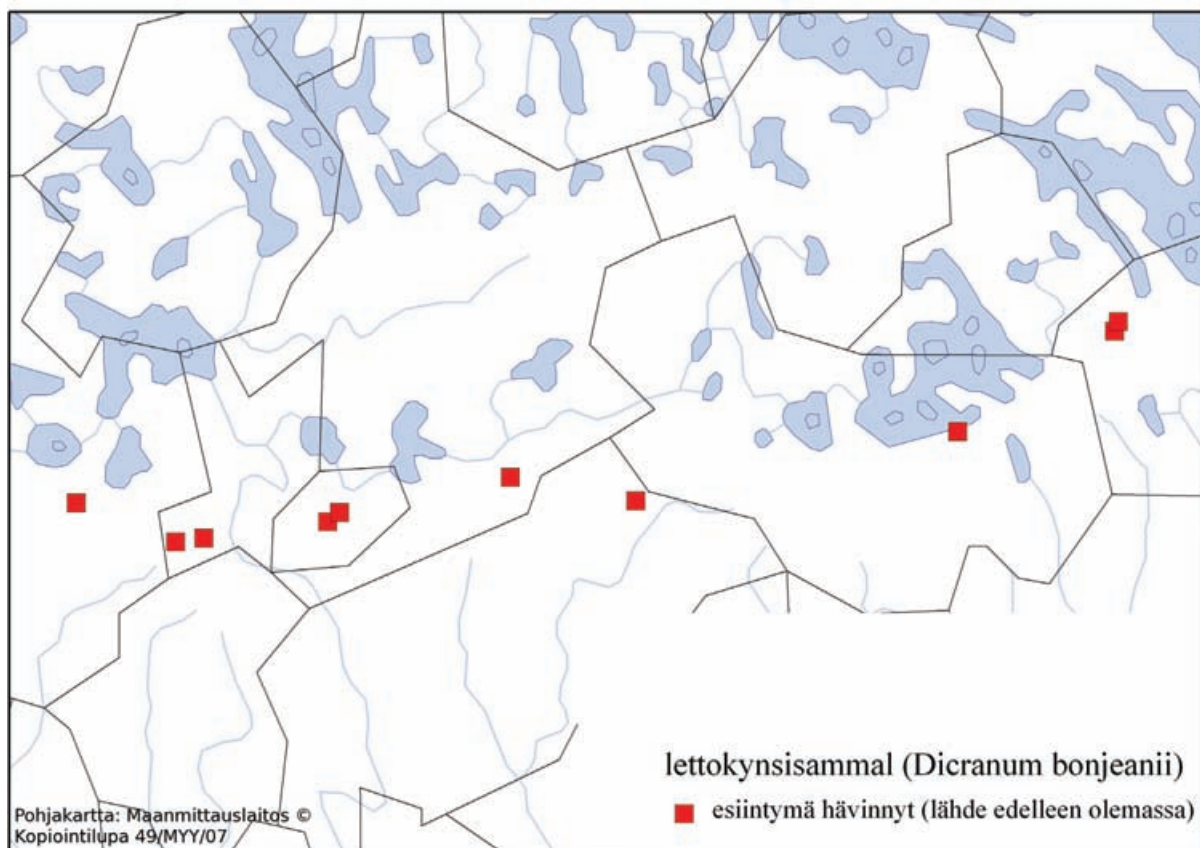 lettokynsisammal (Dicranum bonjeanii)
esiintymä hävinnyt (lähde edelleen olemassa)
Pohjakartta: Maanmittauslaitos ©
Kopiointilupa 49/MYY/07